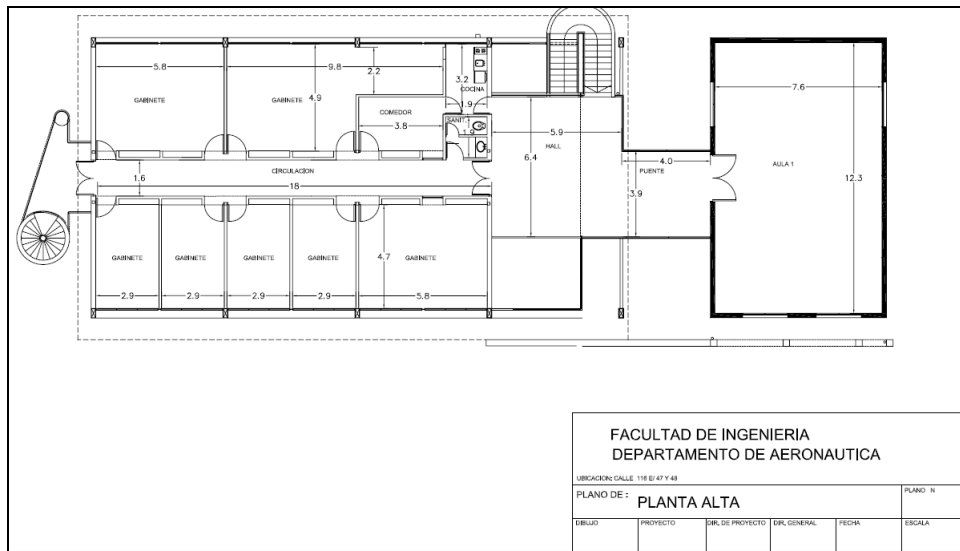 5.8
9.8
2.2
3.2
7.6
GABINETE
GABINETE
4.9
COCINA
1.9
COMEDOR
3.8
SANIT.
1.9
5.9
HALL
6.4
4.0
PUENTE
AULA 1
CIRCULACION
1.6
18
3.9
12.3
GABINETE
GABINETE
GABINETE
GABINETE
4.7
GABINETE
2.9
2.9
2.9
2.9
5.8
FACULTAD DE INGENIERIA
DEPARTAMENTO DE AERONAUTICA
UBICACION: CALLE 116 E/ 47 Y 48
PLANO DE : PLANTA ALTA
PLANO N
DIBUJO
PROYECTO
DIR. DE PROYECTO
DIR. GENERAL
FECHA
ESCALA